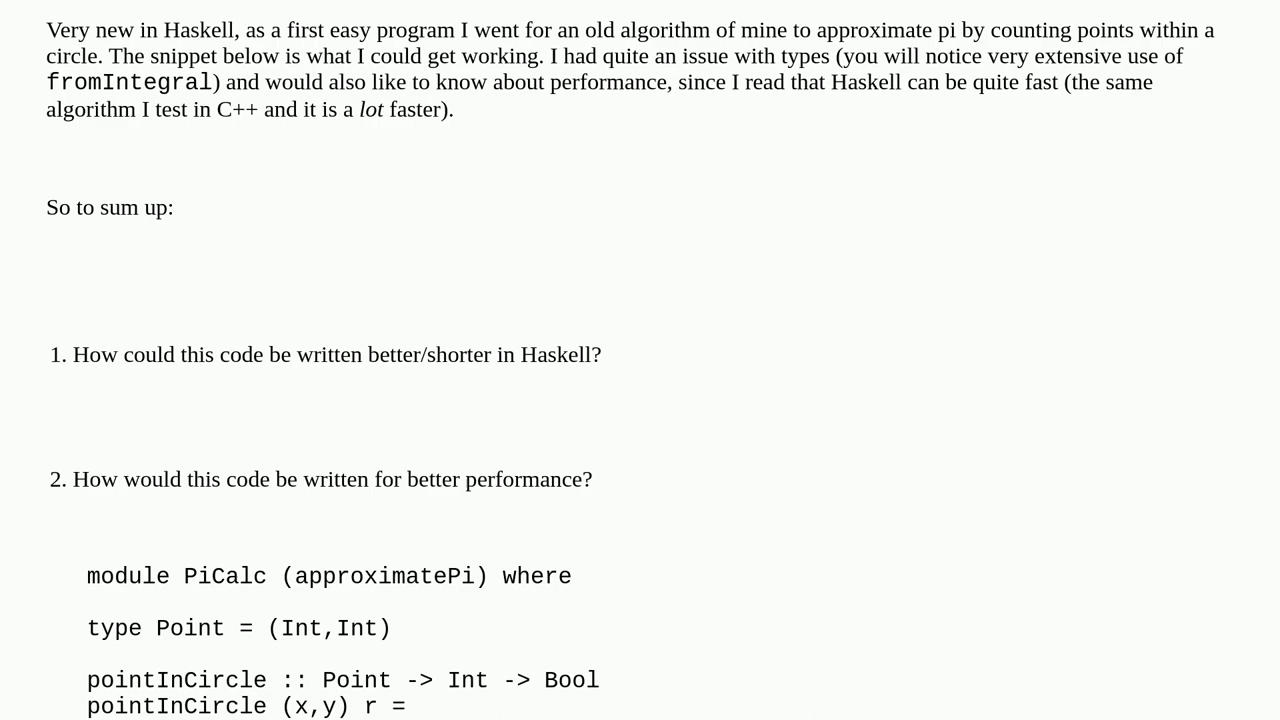 Very new in Haskell, as a first easy program I went for an old algorithm of mine to approximate pi by counting points within a
circle. The snippet below is what I could get working. I had quite an issue with types (you will notice very extensive use of
fromIntegral) and would also like to know about performance, since I read that Haskell can be quite fast (the same
algorithm I test in C++ and it is a lot faster).
So to sum up:
1. How could this code be written better/shorter in Haskell?
2. How would this code be written for better performance?
module PiCalc (approximatePi) where
type Point = (Int,Int)
pointInCircle :: Point -> Int -> Bool
pointInCircle (x,y) r =